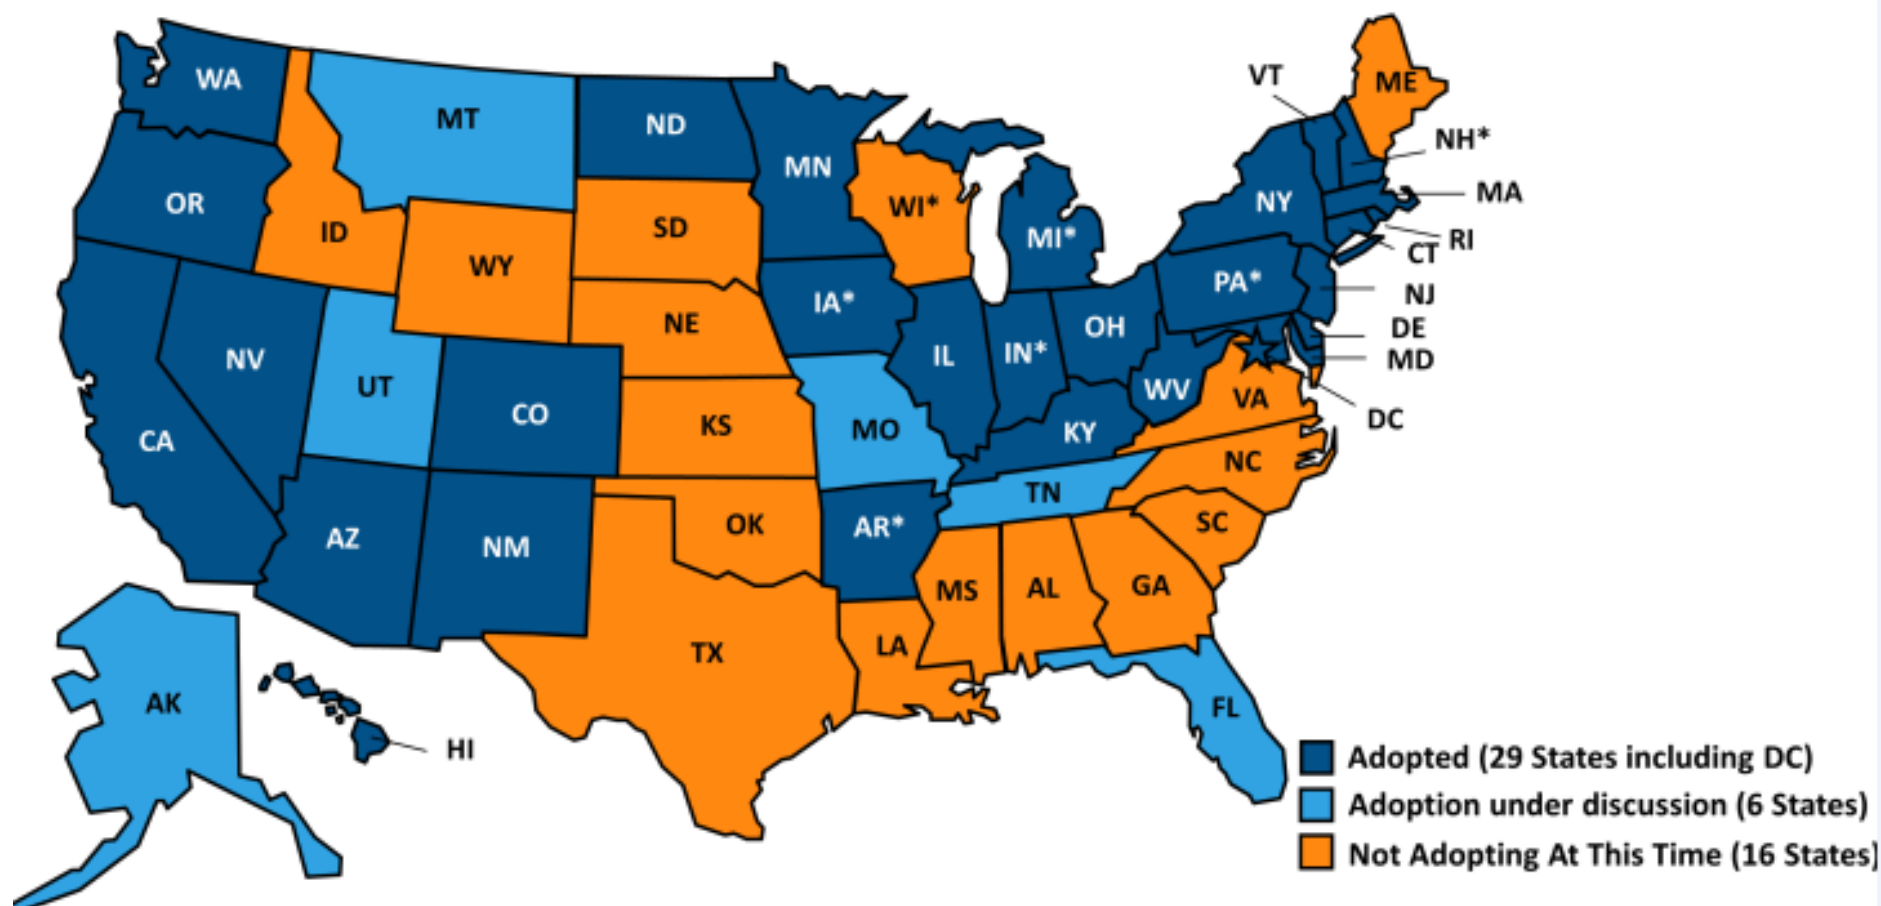 WA
MT
ND
MN
VT
ME
NH*
OR
ID
WY
SD
WI*
MI*
NY
MA
RI
CT
PA*
NJ
NE
IA*
DE
MD
NV
UT
CO
IL
IN*
OH
WV
VA
DC
CA
KS
MO
KY
NC
TN
AZ
NM
OK
AR*
SC
MS
AL
GA
TX
LA
AK
HI
FL
Adopted (29 States including DC)
Adoption under discussion (6 States)
Not Adopting At This Time (16 States)